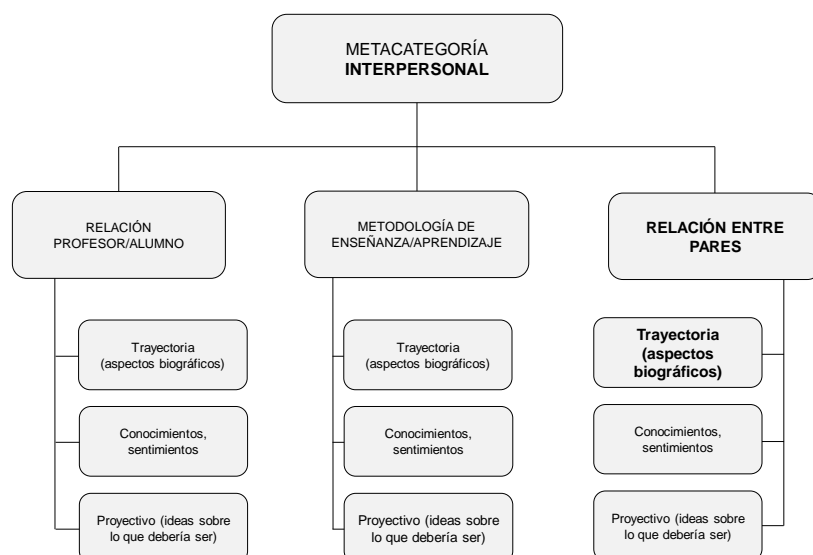 METACATEGORÍA
INTERPERSONAL
RELACIÓN
PROFESOR/ALUMNO
METODOLOGÍA DE
ENSEÑANZA/APRENDIZAJE
RELACIÓN ENTRE
PARES
Trayectoria
(aspectos biográficos)
Trayectoria
(aspectos biográficos)
Trayectoria
(aspectos
biográficos)
Conocimientos,
sentimientos
Conocimientos,
sentimientos
Conocimientos,
sentimientos
Proyectivo (ideas sobre
lo que debería ser)
Proyectivo (ideas sobre
lo que debería ser)
Proyectivo (ideas sobre
lo que debería ser)